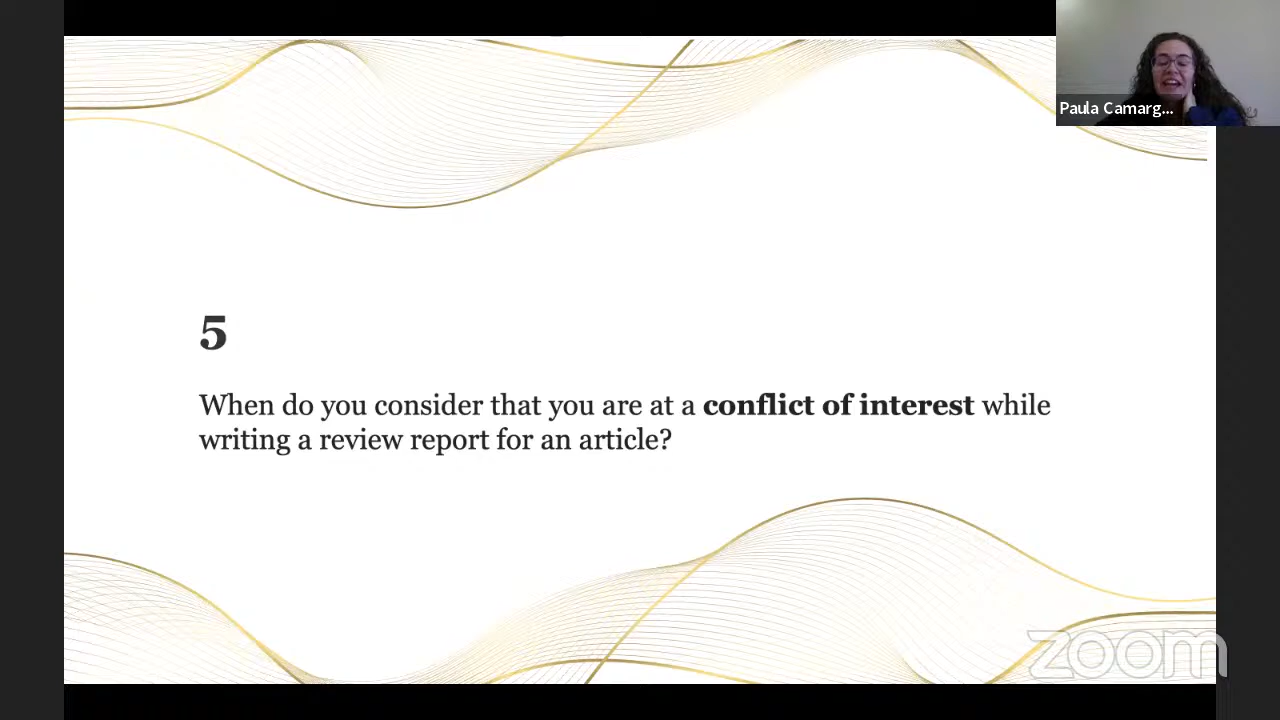 Paula Camarg...
5
When do you consider that you are at a conflict of interest while
writing a review report for an article?
zoom